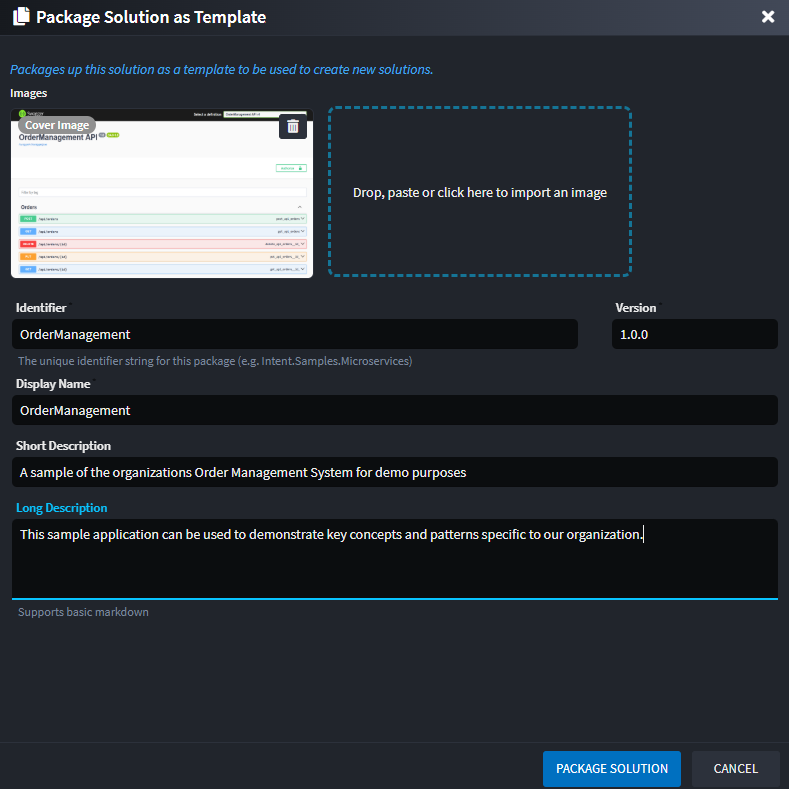 Package Solution as Template
Packages up this solution as a template to be used to create new solutions.
Images
Cover Image
Select a definition
OrderManagement API
Orders
Drop, paste or click here to import an image
Identifier
Version
OrderManagement
1.0.0
The unique identifier string for this package (e.g. Intent.Samples.Microservices)
Display Name
OrderManagement
Short Description
A sample of the organizations Order Management System for demo purposes
Long Description
This sample application can be used to demonstrate key concepts and patterns specific to our organization.
Supports basic markdown
PACKAGE SOLUTION
CANCEL